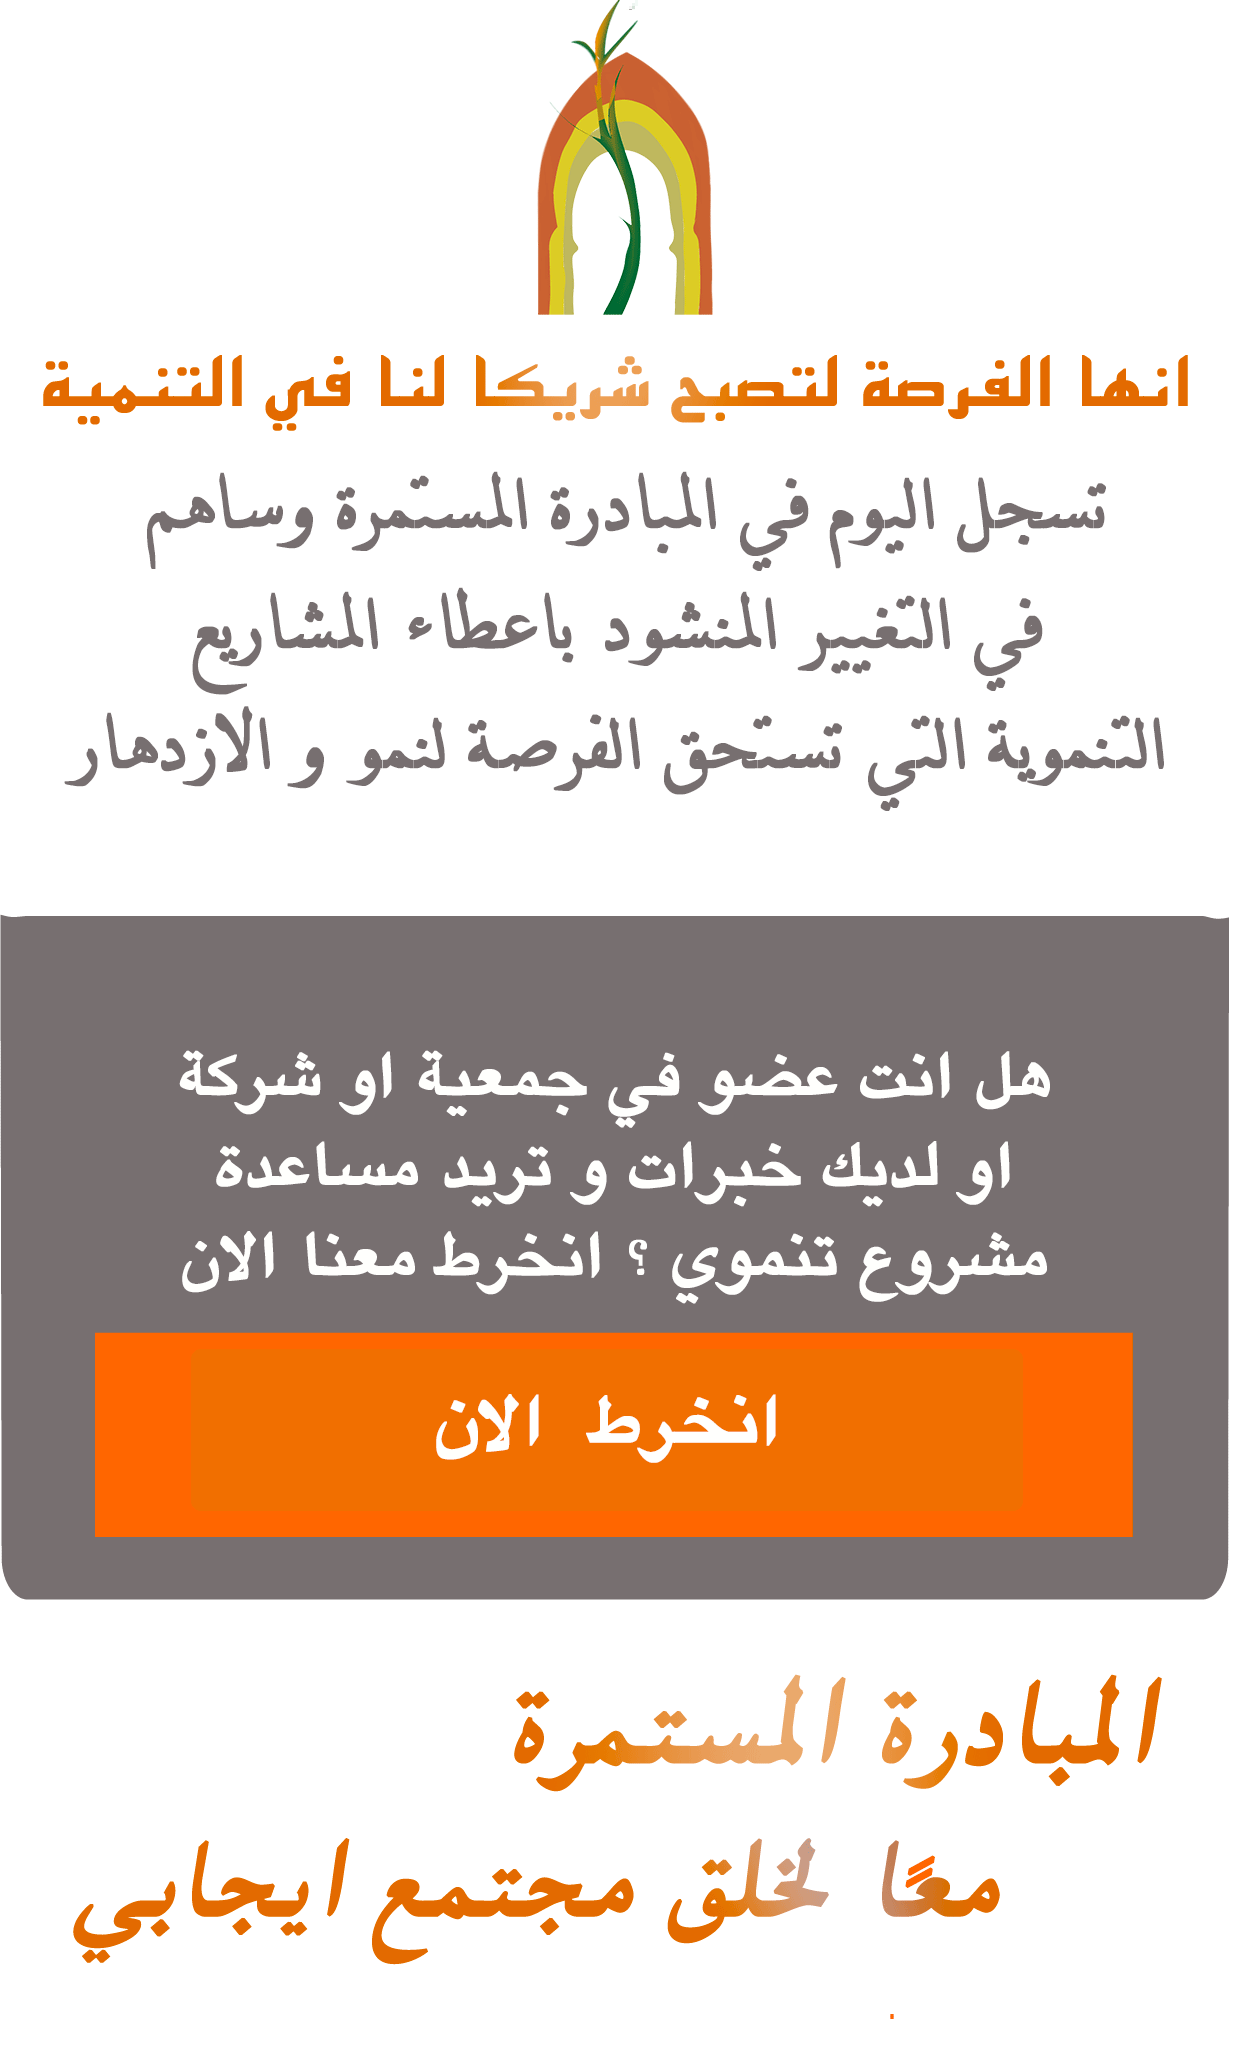 انها الفرصة لتصبح شريكا لنا في التنمية
تسجل اليوم في المبادرة المستمرة وساهم
في التغيير المنشود باعطاء المشاريع
التنموية التي تستحق الفرصة لنمو و الازدهار
هل انت عضو في جمعية او شركة
او لديك خبرات و تريد مساعدة
مشروع تنموي ؟ انخرط معنا الان
انخرط الان
المبادرة المستمرة
معًا لخلق مجتمع ايجابي